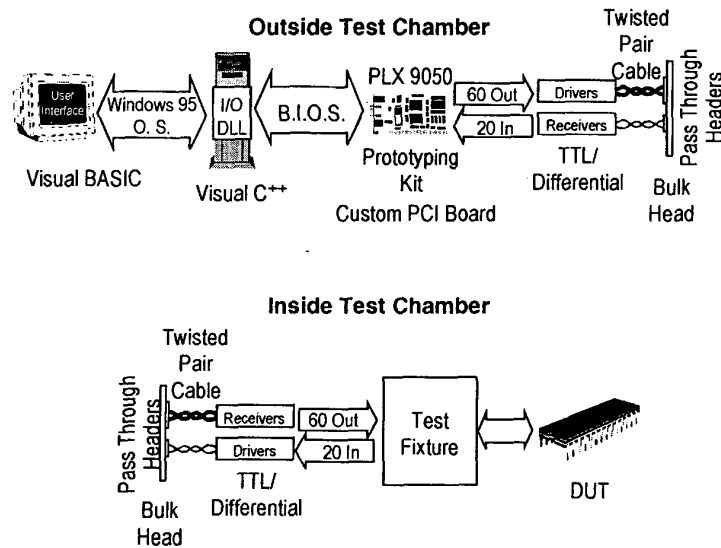 Outside Test Chamber
User
Interface
Windows 95
O. S.
Visual BASIC
I/O
DLL
Visual C++
B.I.O.S.
PLX 9050
Prototyping
Kit
Custom PCI Board
60 Out
20 In
Drivers
Receivers
TTL/
Differential
Twisted
Pair
Cable
Pass Through
Headers
Bulk
Head
Inside Test Chamber
Twisted
Pair
Cable
Pass Through
Headers
Bulk
Head
Receivers
Drivers
TTL/
Differential
60 Out
20 In
Test
Fixture
DUT